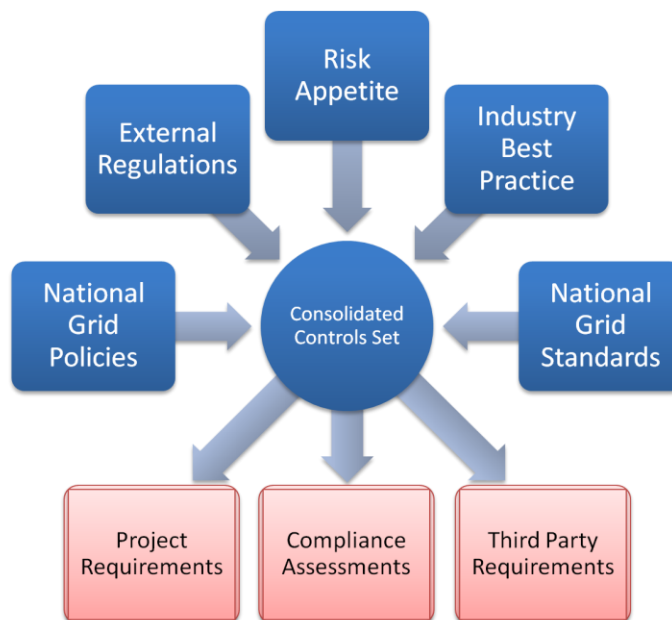 Risk
Appetite
External
Regulations
Industry
Best
Practice
National
Grid
Policies
Consolidated
Controls Set
National
Grid
Standards
Project
Requirements
Compliance
Assessments
Third Party
Requirements